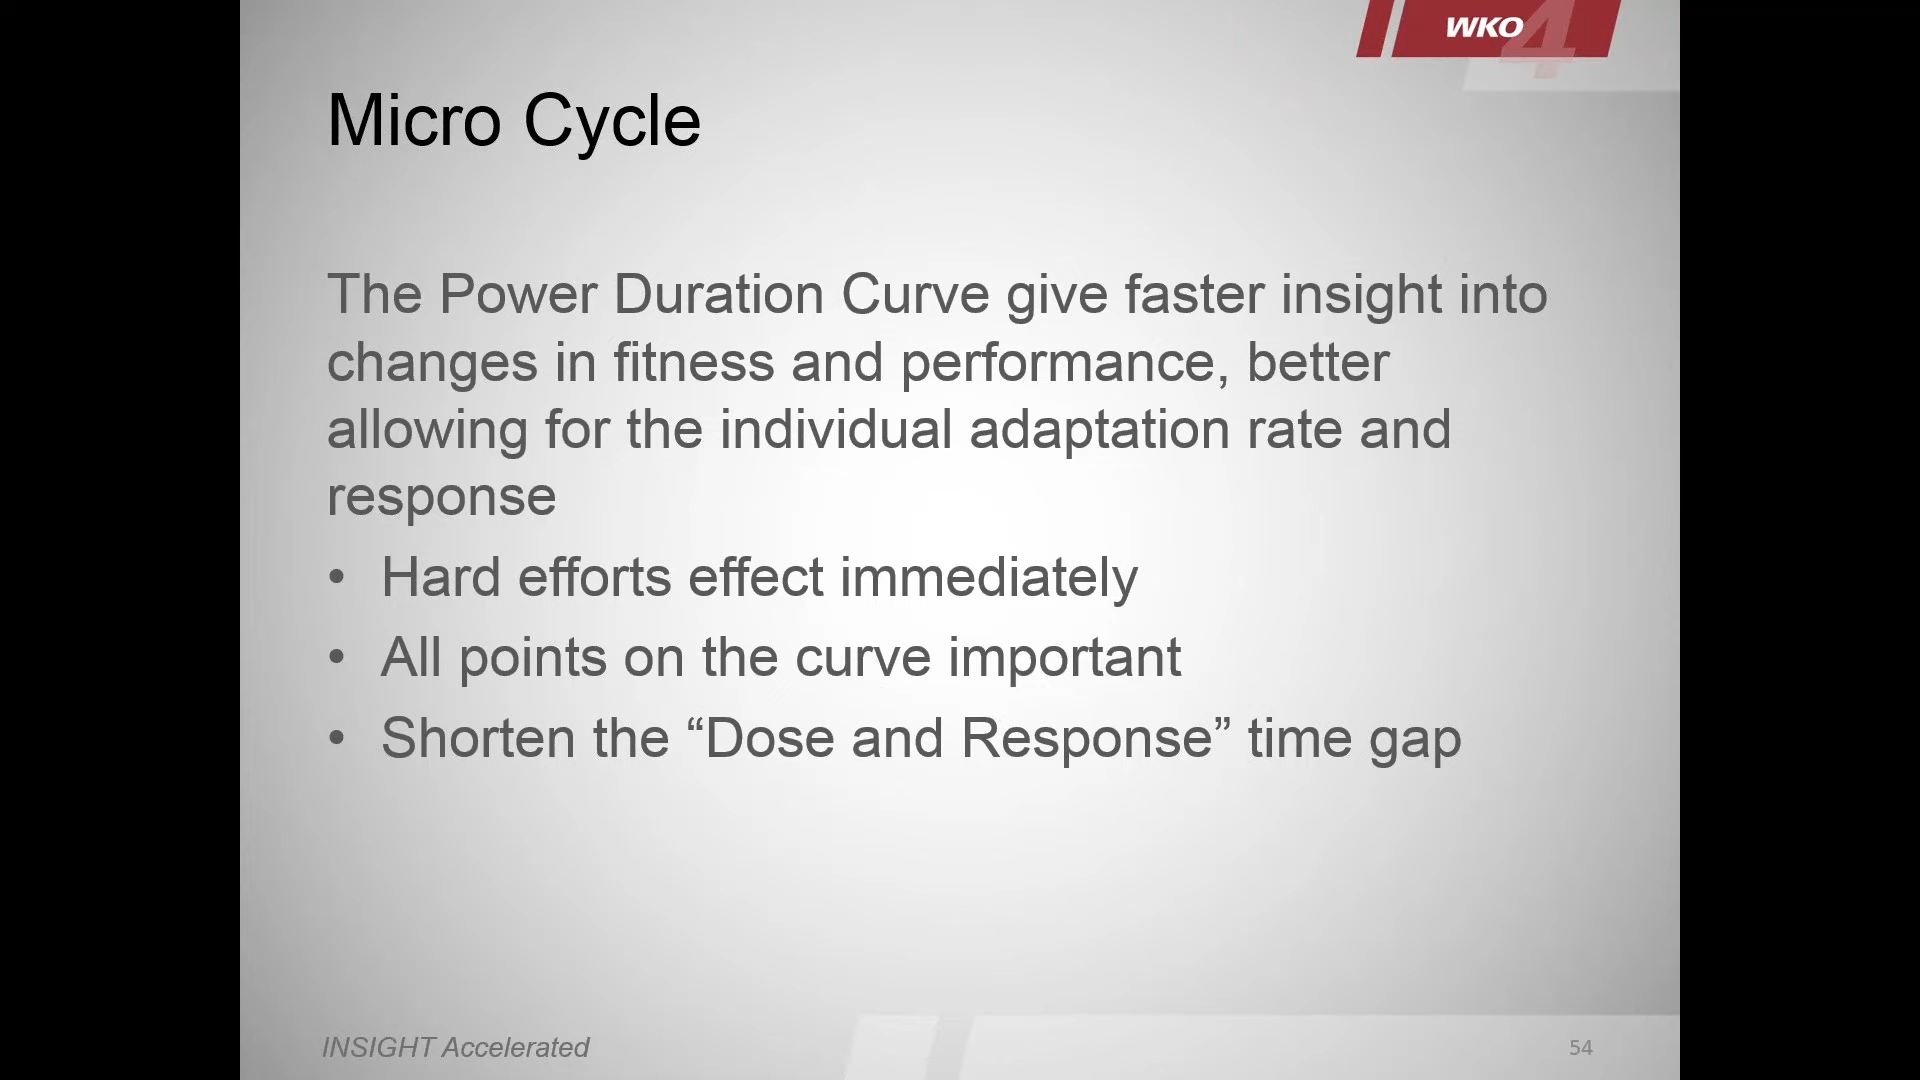 WKO 4
Micro Cycle
The Power Duration Curve give faster insight into
changes in fitness and performance, better
allowing for the individual adaptation rate and
response
• Hard efforts effect immediately
• All points on the curve important
• Shorten the “Dose and Response” time gap
INSIGHT Accelerated
54